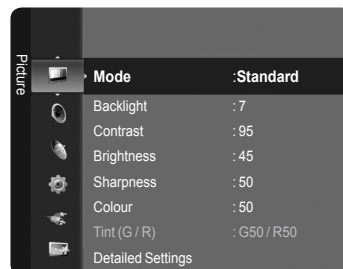 Picture
Mode :Standard
Backlight : 7
Contrast : 95
Brightness : 45
Sharpness : 50
Colour : 50
Tint (G / R) : G50 / R50
Detailed Settings